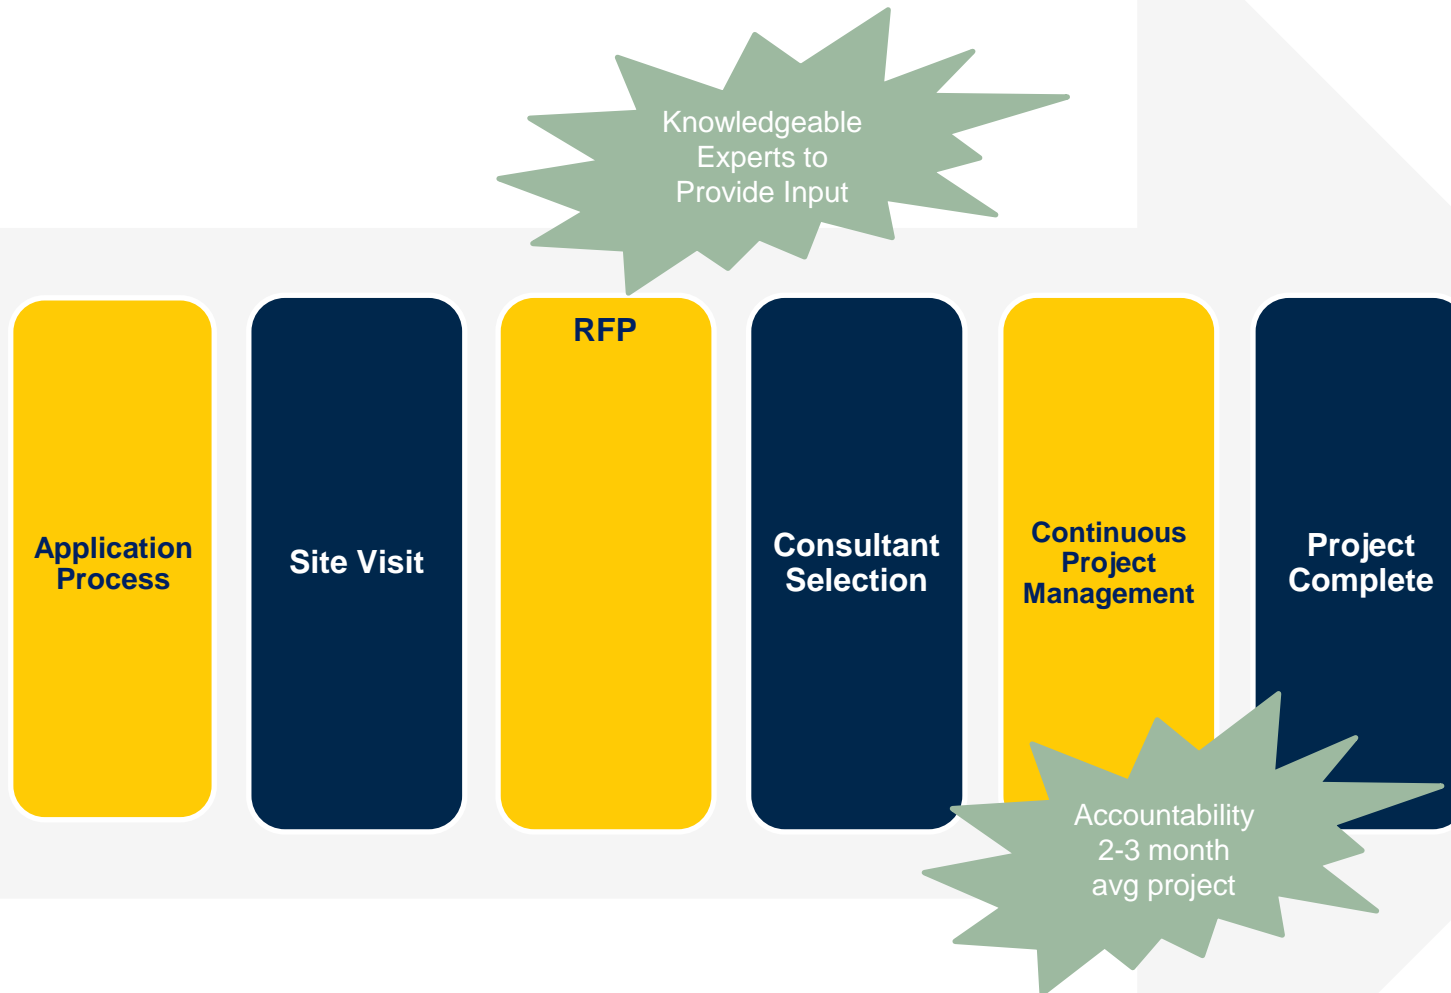 Knowledgeable
Experts to
Provide Input
Application
Process
Site Visit
RFP
Consultant
Selection
Continuous
Project
Management
Project
Complete
Accountability
2-3 month
avg project